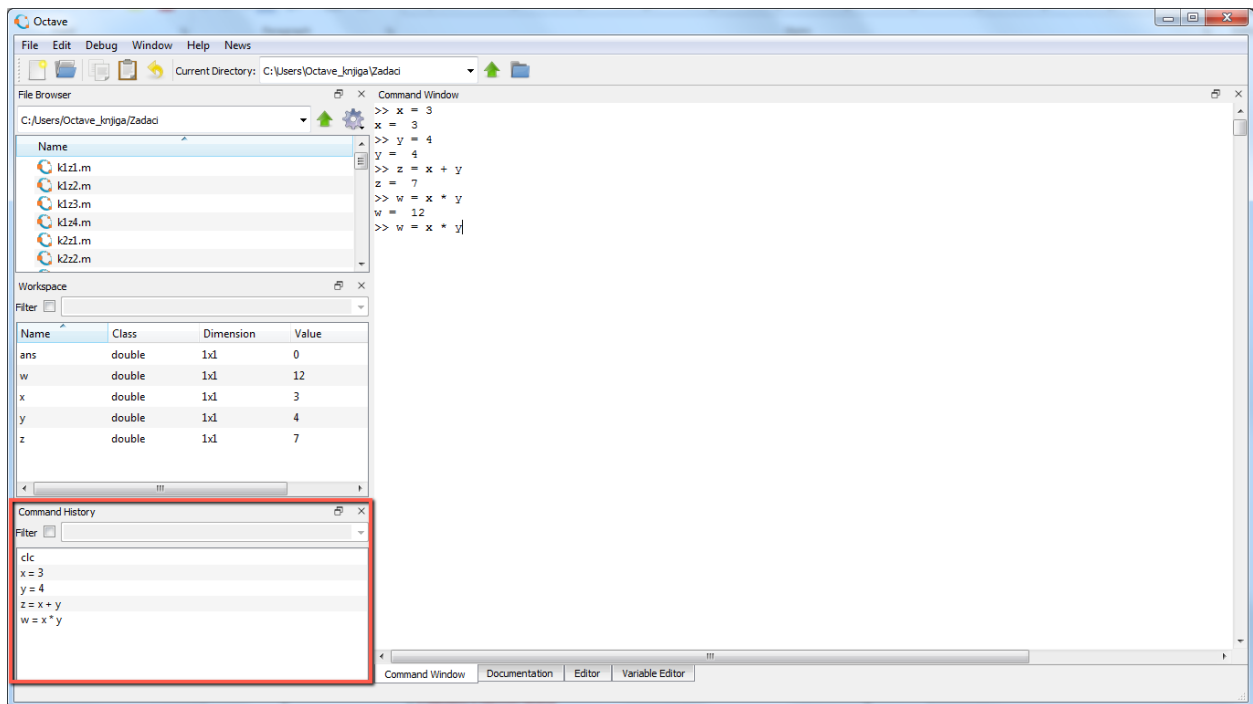 Octave
File Edit Debug Window Help News
Current Directory: C:\Users\Octave_knjiga\Zadaci
File Browser
C:/Users/Octave_knjiga/Zadaci
Name
k1z1.m
k1z2.m
k1z3.m
k1z4.m
k2z1.m
k2z2.m
Workspace
Filter
Name Class Dimension Value
ans double 1x1 0
w double 1x1 12
x double 1x1 3
y double 1x1 4
z double 1x1 7
Command History
Filter
clc
x = 3
y = 4
z = x + y
w = x * y
Command Window
>> x = 3
x = 3
>> y = 4
y = 4
>> z = x + y
z = 7
>> w = x * y
w = 12
>> w = x * y
Command Window Documentation Editor Variable Editor